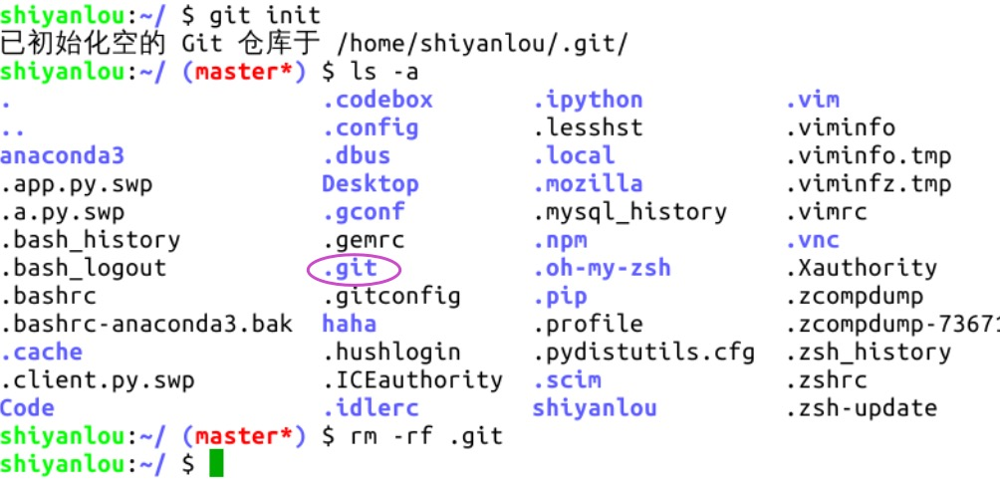 shiyanlou:~/ $ git init
已初始化空的 Git 仓库于 /home/shiyanlou/.git/
shiyanlou:~/ (master*) $ ls -a
. .codebox .ipython .vim
.. .config .lesshst .viminfo
anaconda3 .dbus .local .viminfo.tmp
.app.py.swp Desktop .mozilla .viminfz.tmp
.a.py.swp .gconf .mysql_history .vimrc
.bash_history .gemrc .npm .vnc
.bash_logout .git .oh-my-zsh .Xauthority
.bashrc .gitconfig .pip .zcompdump
.bashrc-anaconda3.bak haha .profile .zcompdump-73671
.cache .hushlogin .pydistutils.cfg .zsh_history
.client.py.swp .ICEauthority .scim .zshrc
Code .idlerc shiyanlou .zsh-update
shiyanlou:~/ (master*) $ rm -rf .git
shiyanlou:~/ $